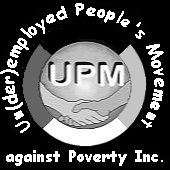 Un(der)employed People's Movement
UPM
against Poverty Inc.